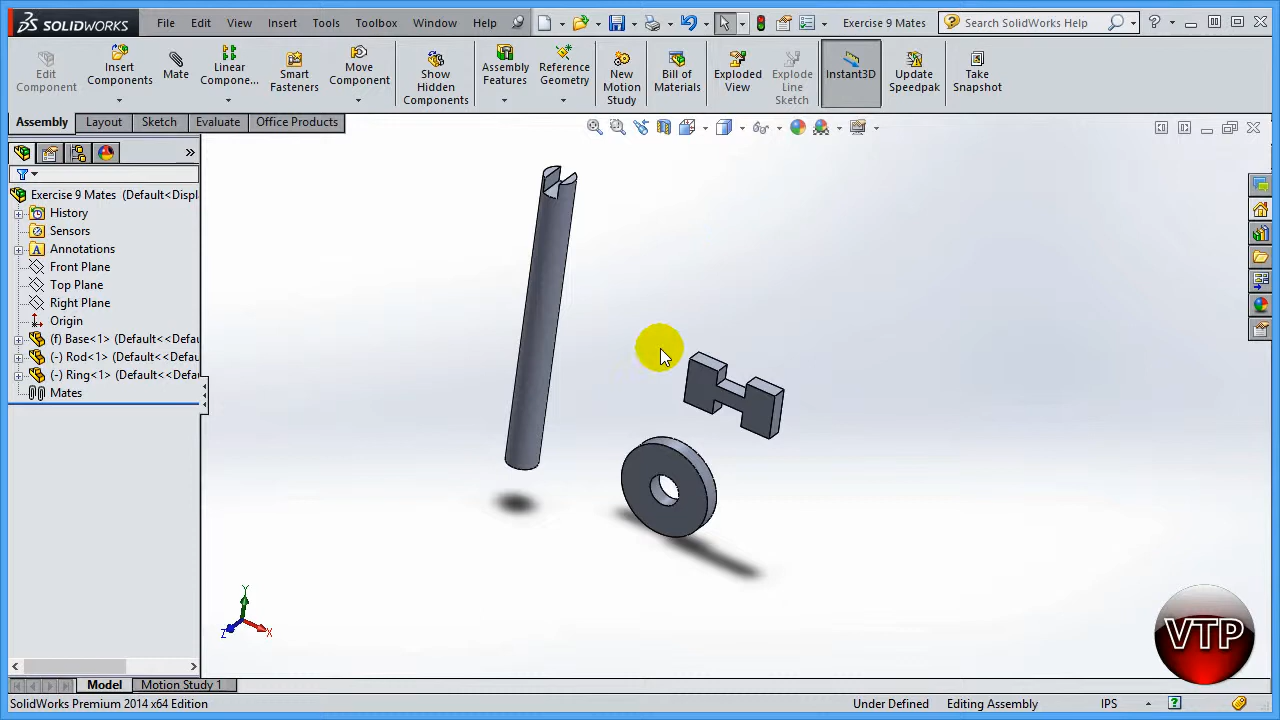 SOLIDWORKS File Edit View Insert Tools Toolbox Window Help Exercise 9 Mates Search SolidWorks Help
Edit Component
Insert Components
Mate
Linear Compone...
Smart Fasteners
Move Component
Show Hidden Components
Assembly Features
Reference Geometry
New Motion Study
Bill of Materials
Exploded View
Explode Line Sketch
Instant3D
Update Speedpak
Take Snapshot
Assembly Layout Sketch Evaluate Office Products
Exercise 9 Mates (Default<Displ
History
Sensors
Annotations
Front Plane
Top Plane
Right Plane
Origin
(f) Base<1> (Default<<Defau
(-) Rod<1> (Default<<Defaul
(-) Ring<1> (Default<<Defau
Mates
Y
Z X
VTP
Model Motion Study 1
SolidWorks Premium 2014 x64 Edition Under Defined Editing Assembly IPS